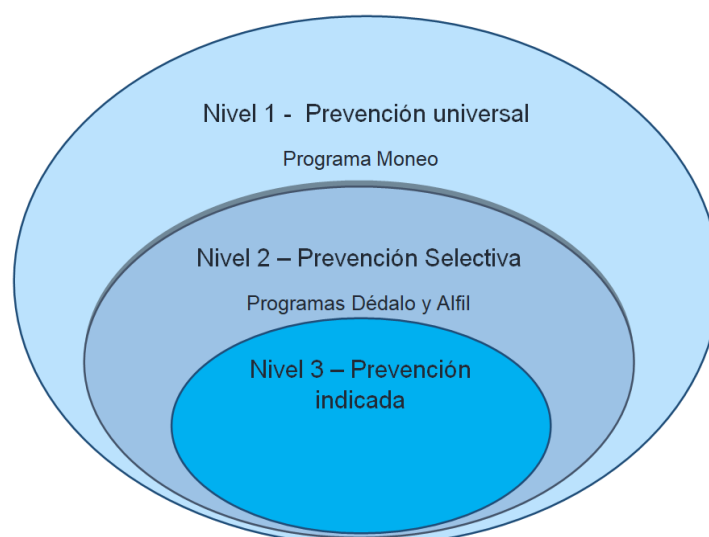 Nivel 1 - Prevención universal
Programa Moneo
Nivel 2 – Prevención Selectiva
Programas Dédalo y Alfil
Nivel 3 – Prevención
indicada